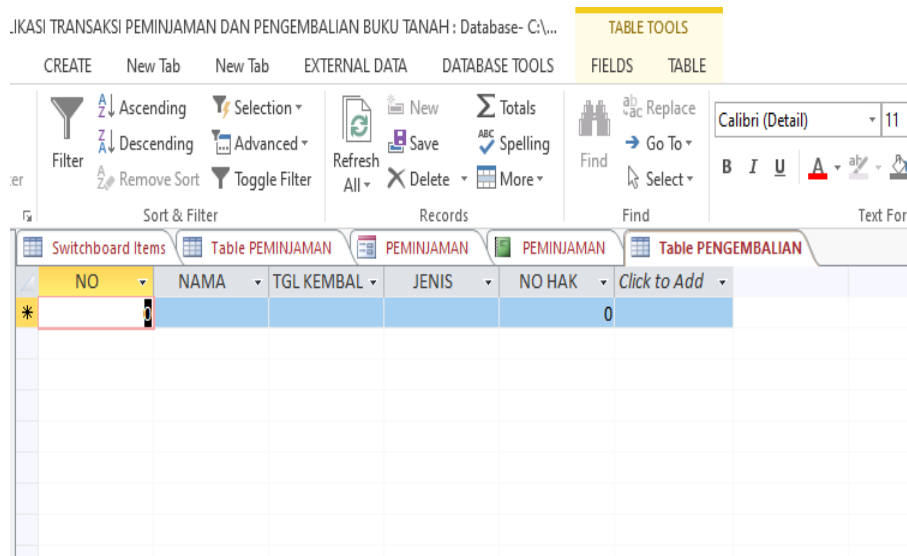 LIKASI TRANSAKSI PEMINJAMAN DAN PENGEMBALIAN BUKU TANAH : Database- C:\... TABLE TOOLS
CREATE New Tab New Tab EXTERNAL DATA DATABASE TOOLS FIELDS TABLE
Ascending Selection New Totals Replace Calibri (Detail) 11
Descending Advanced Save Spelling Go To
Filter Refresh All Find
er Remove Sort Toggle Filter Delete More Select B I U A
Sort & Filter Records Find Text For
Switchboard Items Table PEMINJAMAN PEMINJAMAN PEMINJAMAN Table PENGEMBALIAN
NO NAMA TGL KEMBAL JENIS NO HAK Click to Add
* 0 0